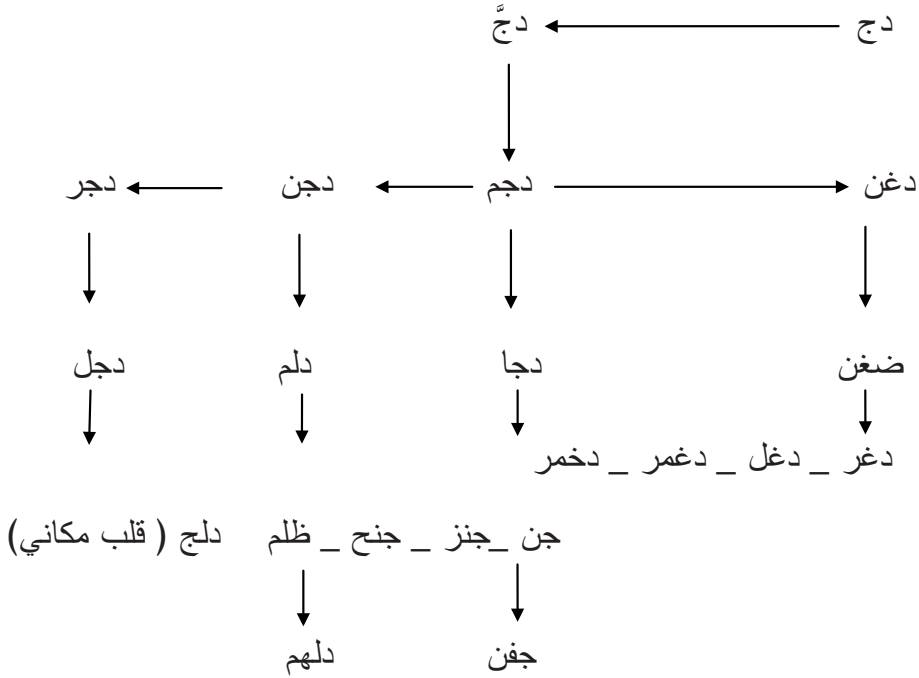 دج دجَّ
دغن دجم دجن دجر
ضغن دجا دلم دجل
دغر _ دغل _ دغمر _ دخمر
جن _جنز _ جنح _ ظلم دلج ( قلب مكاني)
جفن دلهم